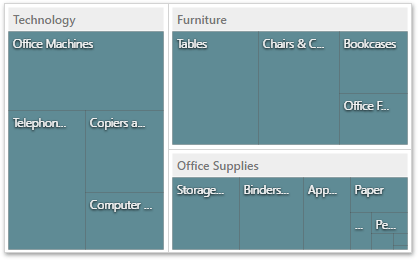 Technology
Office Machines
Telephon...
Copiers a...
Computer ...
Furniture
Tables
Chairs & C...
Bookcases
Office F...
Office Supplies
Storage...
Binders...
App...
Paper
...
Pe...